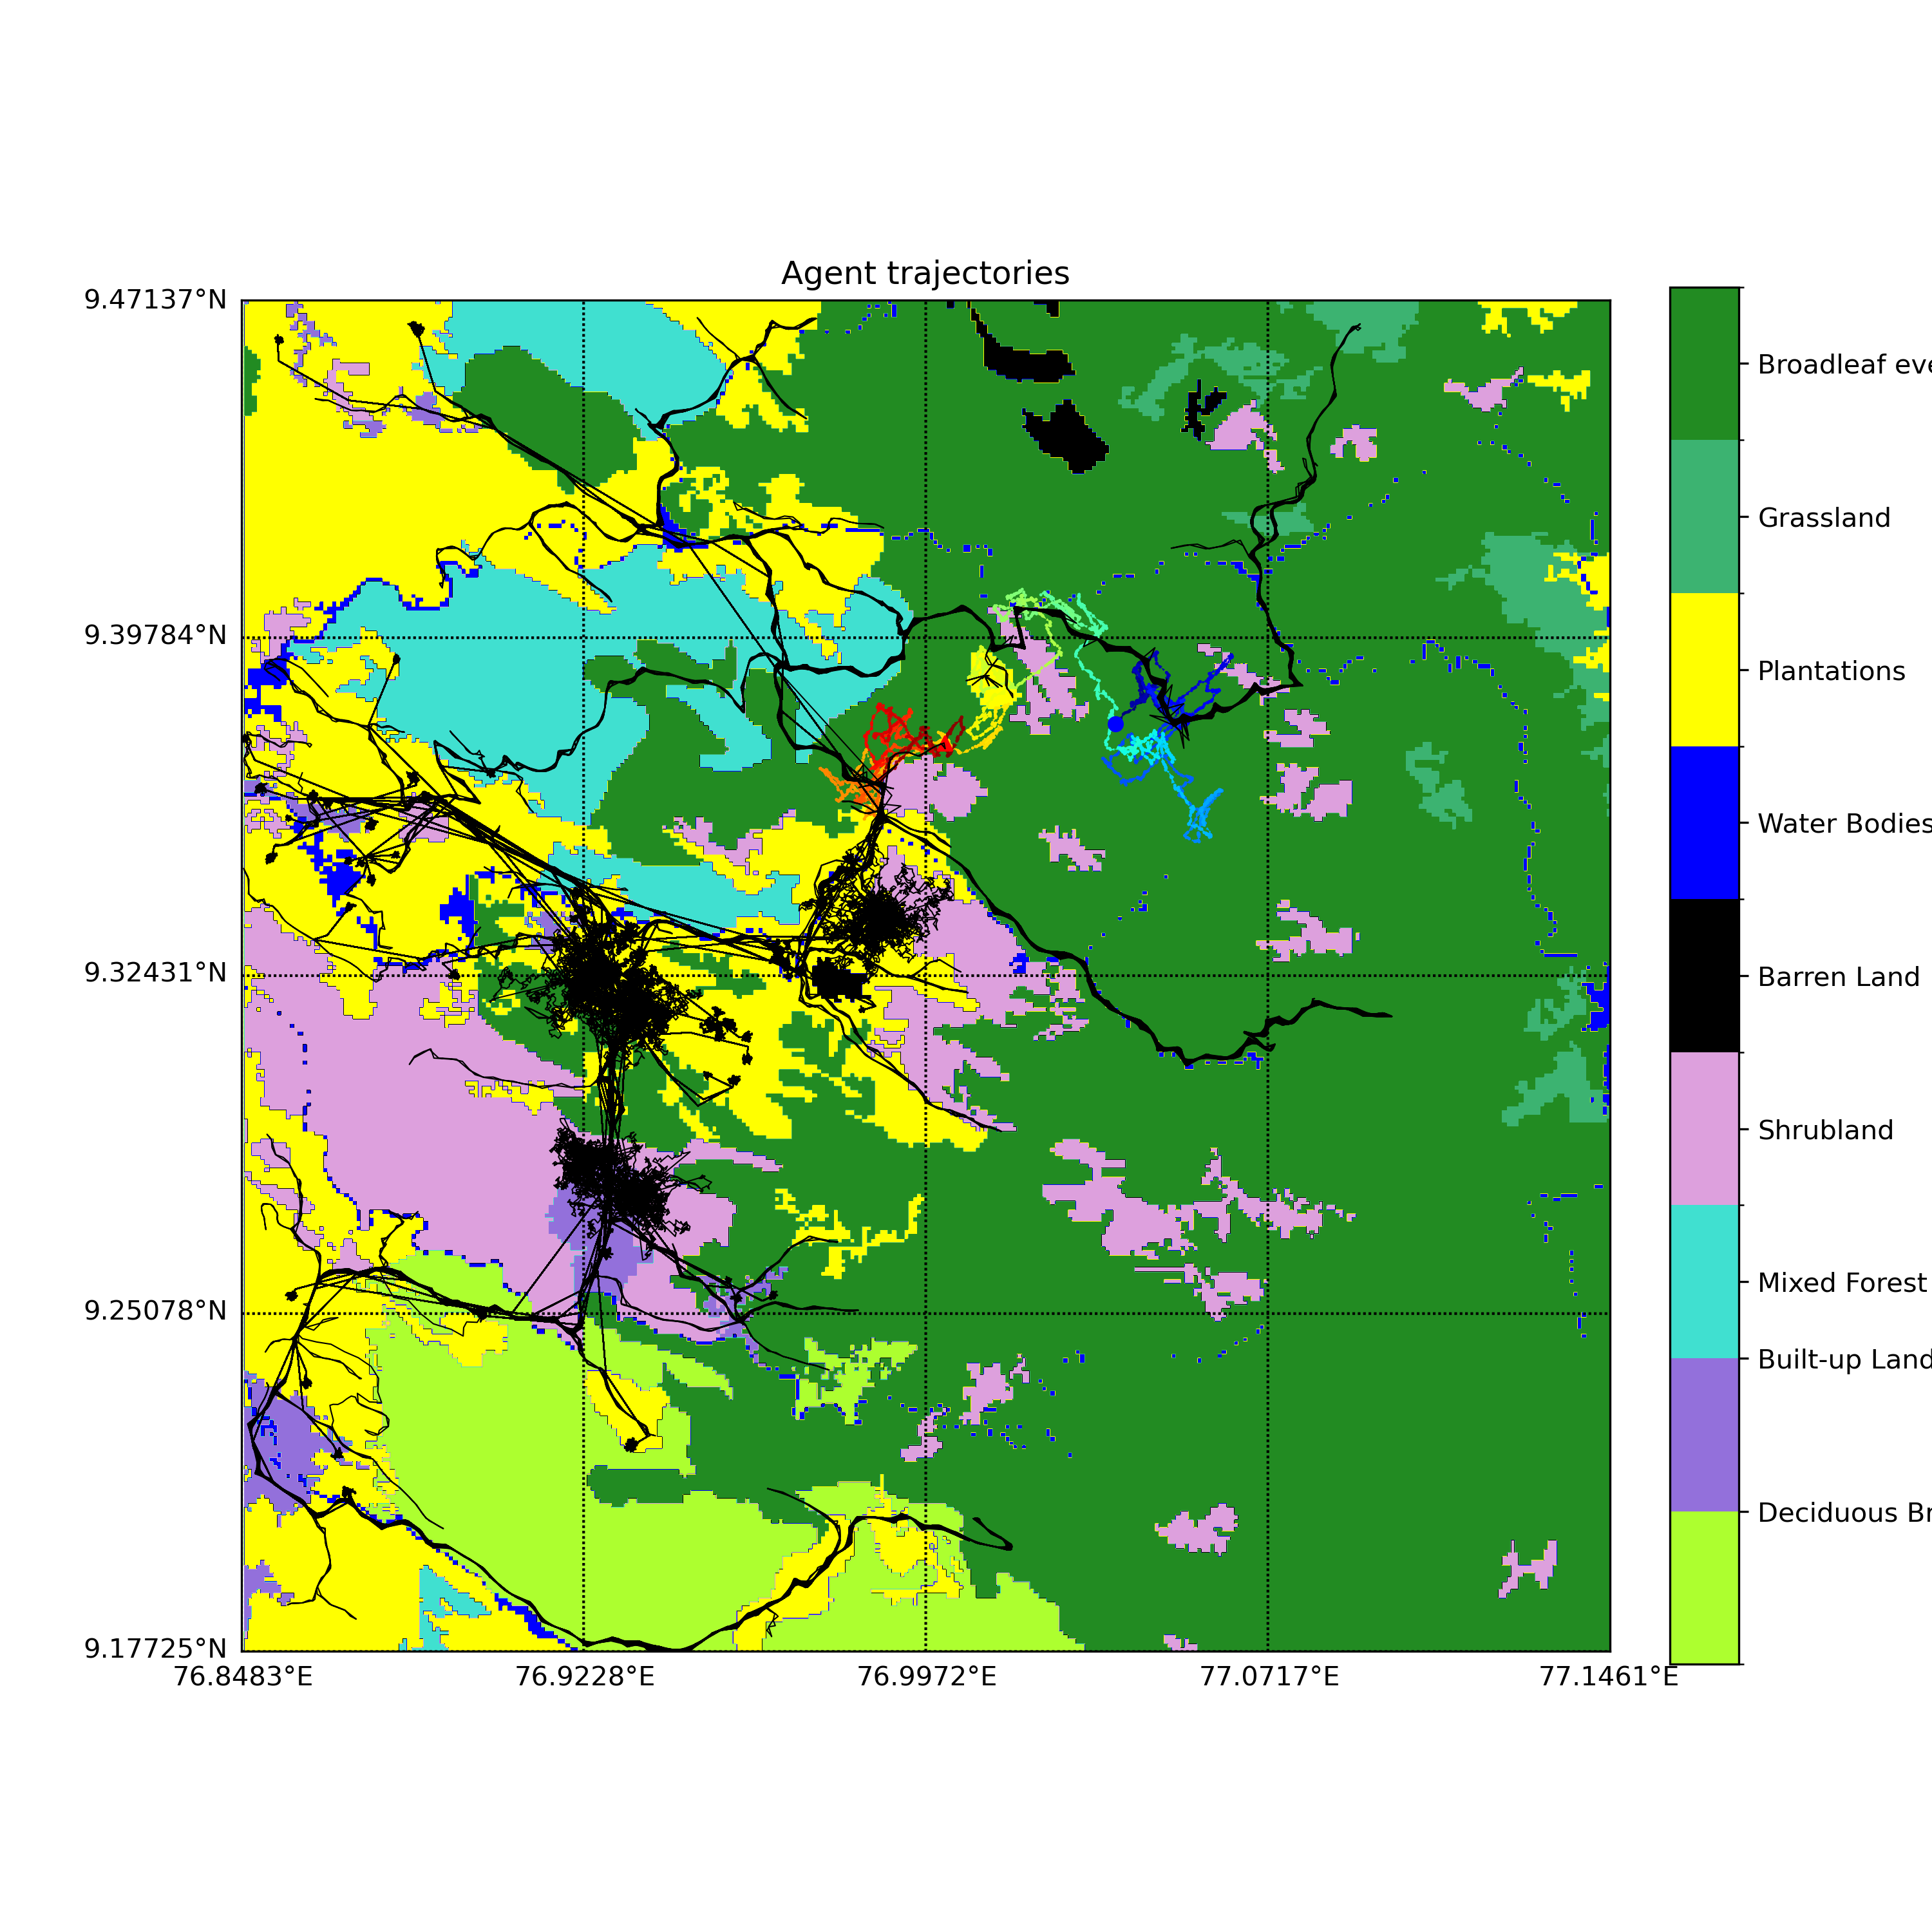 Agent trajectories
9.47137°N
9.39784°N
9.32431°N
9.25078°N
9.17725°N
76.8483°E
76.9228°E
76.9972°E
77.0717°E
77.1461°E
Broadleaf eve
Grassland
Plantations
Water Bodies
Barren Land
Shrubland
Mixed Forest
Built-up Land
Deciduous Br